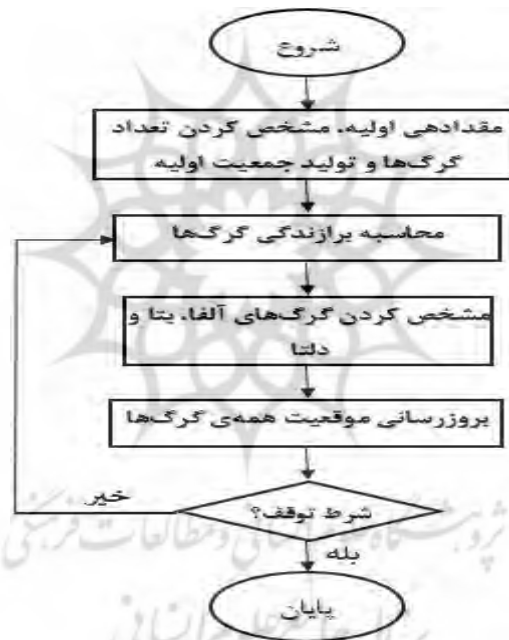 شروع
مقدادهی اولیه، مشخص کردن تعداد
گرگ‌ها و تولید جمعیت اولیه
محاسبه برازندگی گرگ‌ها
مشخص کردن گرگ‌های آلفا، بتا و
دلتا
بروزرسانی موقعیت همه‌ی گرگ‌ها
خیر
شرط توقف؟
بله
پایان